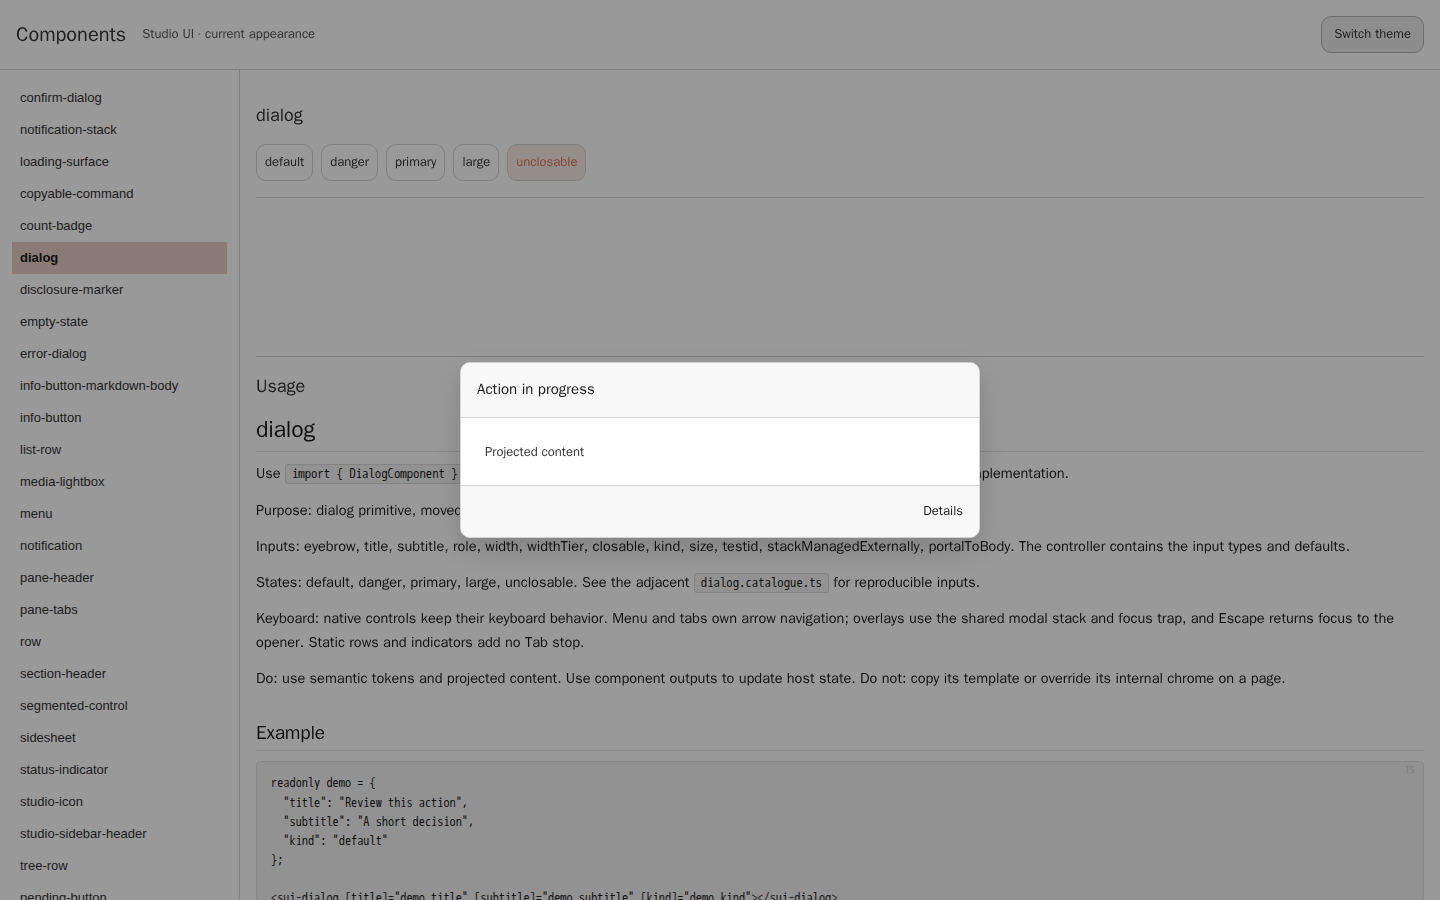 Components
Studio UI · current appearance
Switch theme
confirm-dialog
notification-stack
loading-surface
copyable-command
count-badge
dialog
disclosure-marker
empty-state
error-dialog
info-button-markdown-body
info-button
list-row
media-lightbox
menu
notification
pane-header
pane-tabs
row
section-header
segmented-control
sidesheet
status-indicator
studio-icon
studio-sidebar-header
tree-row
pending-button
dialog
default
danger
primary
large
unclosable
Usage
dialog
Use import { DialogComponent }
Purpose: dialog primitive, moved
Inputs: eyebrow, title, subtitle, role, width, widthTier, closable, kind, size, testid, stackManagedExternally, portalToBody. The controller contains the input types and defaults.
States: default, danger, primary, large, unclosable. See the adjacent dialog.catalogue.ts for reproducible inputs.
Keyboard: native controls keep their keyboard behavior. Menu and tabs own arrow navigation; overlays use the shared modal stack and focus trap, and Escape returns focus to the
opener. Static rows and indicators add no Tab stop.
Do: use semantic tokens and projected content. Use component outputs to update host state. Do not: copy its template or override its internal chrome on a page.
Example
TS
readonly demo = {
"title": "Review this action",
"subtitle": "A short decision",
"kind": "default"
};
<sui-dialog [title]="demo.title" [subtitle]="demo.subtitle" [kind]="demo.kind"></sui-dialog>
Action in progress
Projected content
Details